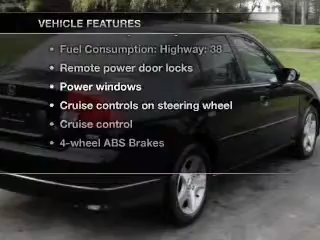 VEHICLE FEATURES
• Fuel Consumption: Highway: 38
• Remote power door locks
• Power windows
• Cruise controls on steering wheel
• Cruise control
• 4-wheel ABS Brakes